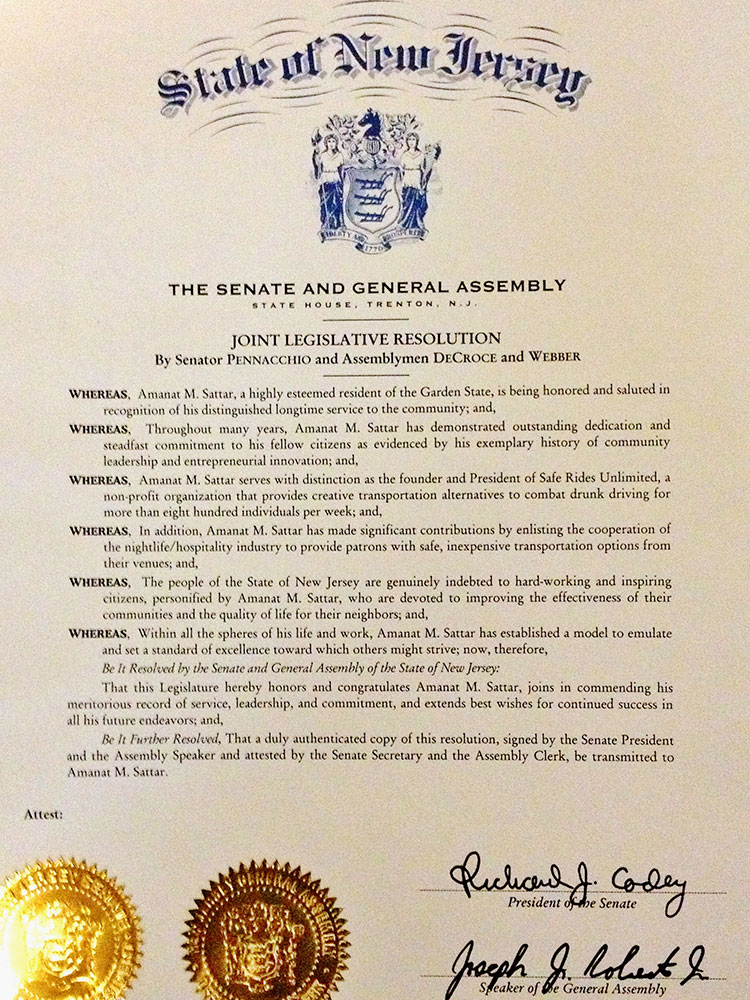 State of New Jersey
LIBERTY AND PROSPERITY
1776
THE SENATE AND GENERAL ASSEMBLY
STATE HOUSE, TRENTON, N.J.
JOINT LEGISLATIVE RESOLUTION
By Senator PENNACCHIO and Assemblymen DECROCE and WEBBER
WHEREAS, Amanat M. Sattar, a highly esteemed resident of the Garden State, is being honored and saluted in
recognition of his distinguished longtime service to the community; and,
WHEREAS, Throughout many years, Amanat M. Sattar has demonstrated outstanding dedication and
steadfast commitment to his fellow citizens as evidenced by his exemplary history of community
leadership and entrepreneurial innovation; and,
WHEREAS, Amanat M. Sattar serves with distinction as the founder and President of Safe Rides Unlimited, a
non-profit organization that provides creative transportation alternatives to combat drunk driving for
more than eight hundred individuals per week; and,
WHEREAS, In addition, Amanat M. Sattar has made significant contributions by enlisting the cooperation of
the nightlife/hospitality industry to provide patrons with safe, inexpensive transportation options from
their venues; and,
WHEREAS, The people of the State of New Jersey are genuinely indebted to hard-working and inspiring
citizens, personified by Amanat M. Sattar, who are devoted to improving the effectiveness of their
communities and the quality of life for their neighbors; and,
WHEREAS, Within all the spheres of his life and work, Amanat M. Sattar has established a model to emulate
and set a standard of excellence toward which others might strive; now, therefore,
Be It Resolved by the Senate and General Assembly of the State of New Jersey:
That this Legislature hereby honors and congratulates Amanat M. Sattar, joins in commending his
meritorious record of service, leadership, and commitment, and extends best wishes for continued success in
all his future endeavors; and,
Be It Further Resolved, That a duly authenticated copy of this resolution, signed by the Senate President
and the Assembly Speaker and attested by the Senate Secretary and the Assembly Clerk, be transmitted to
Amanat M. Sattar.
Attest:
Richard J. Codey
President of the Senate
Joseph J. Roberts Jr
Speaker of the General Assembly